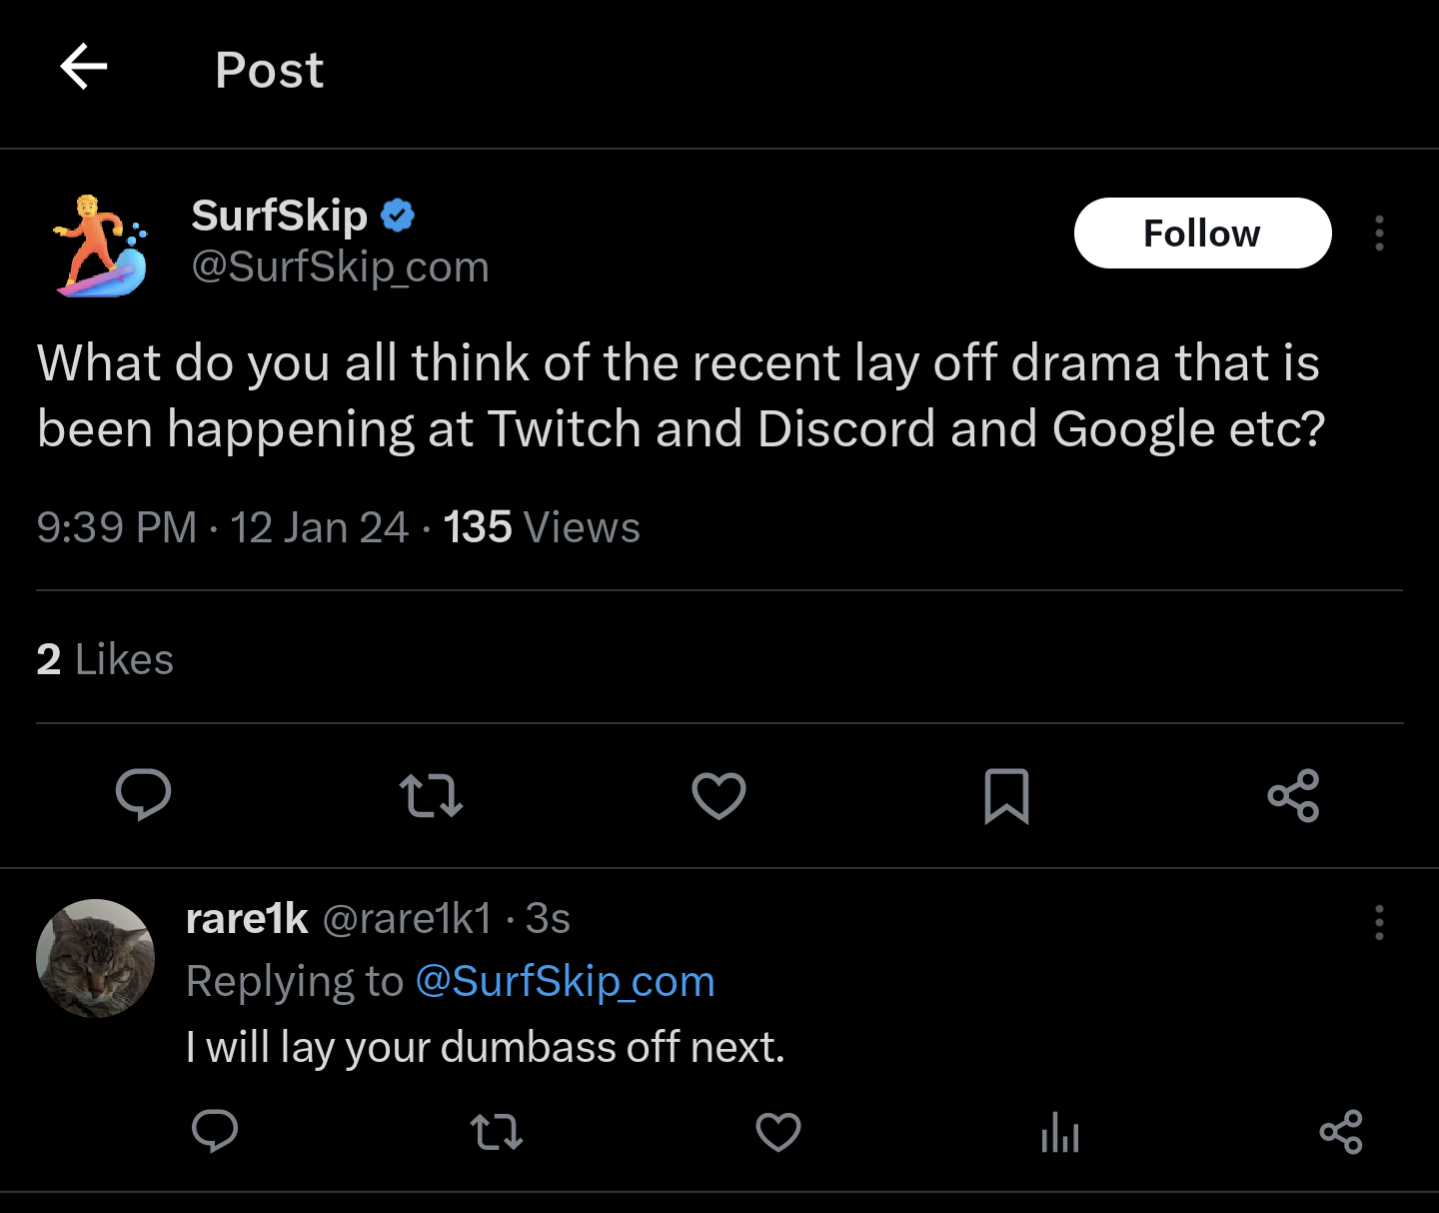 Post
SurfSkip
@SurfSkip_com
Follow
What do you all think of the recent lay off drama that is
been happening at Twitch and Discord and Google etc?
9:39 PM · 12 Jan 24 · 135 Views
2 Likes
rare1k @rare1k1 · 3s
Replying to @SurfSkip_com
I will lay your dumbass off next.